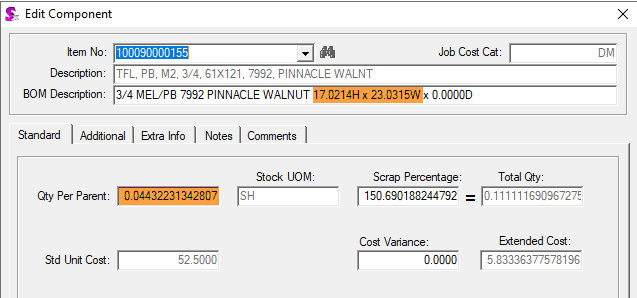 Edit Component
Item No: 100090000155 Job Cost Cat: DM
Description: TFL, PB, M2, 3/4, 61X121, 7992, PINNACLE WALNT
BOM Description: 3/4 MEL/PB 7992 PINNACLE WALNUT 17.0214H x 23.0315W x 0.0000D
Standard Additional Extra Info Notes Comments
Stock UOM: Scrap Percentage: Total Qty:
Qty Per Parent: 0.04432231342807 SH 150.690188244792 = 0.111111690967275
Cost Variance: Extended Cost:
Std Unit Cost: 52.5000 0.0000 5.83336377578196